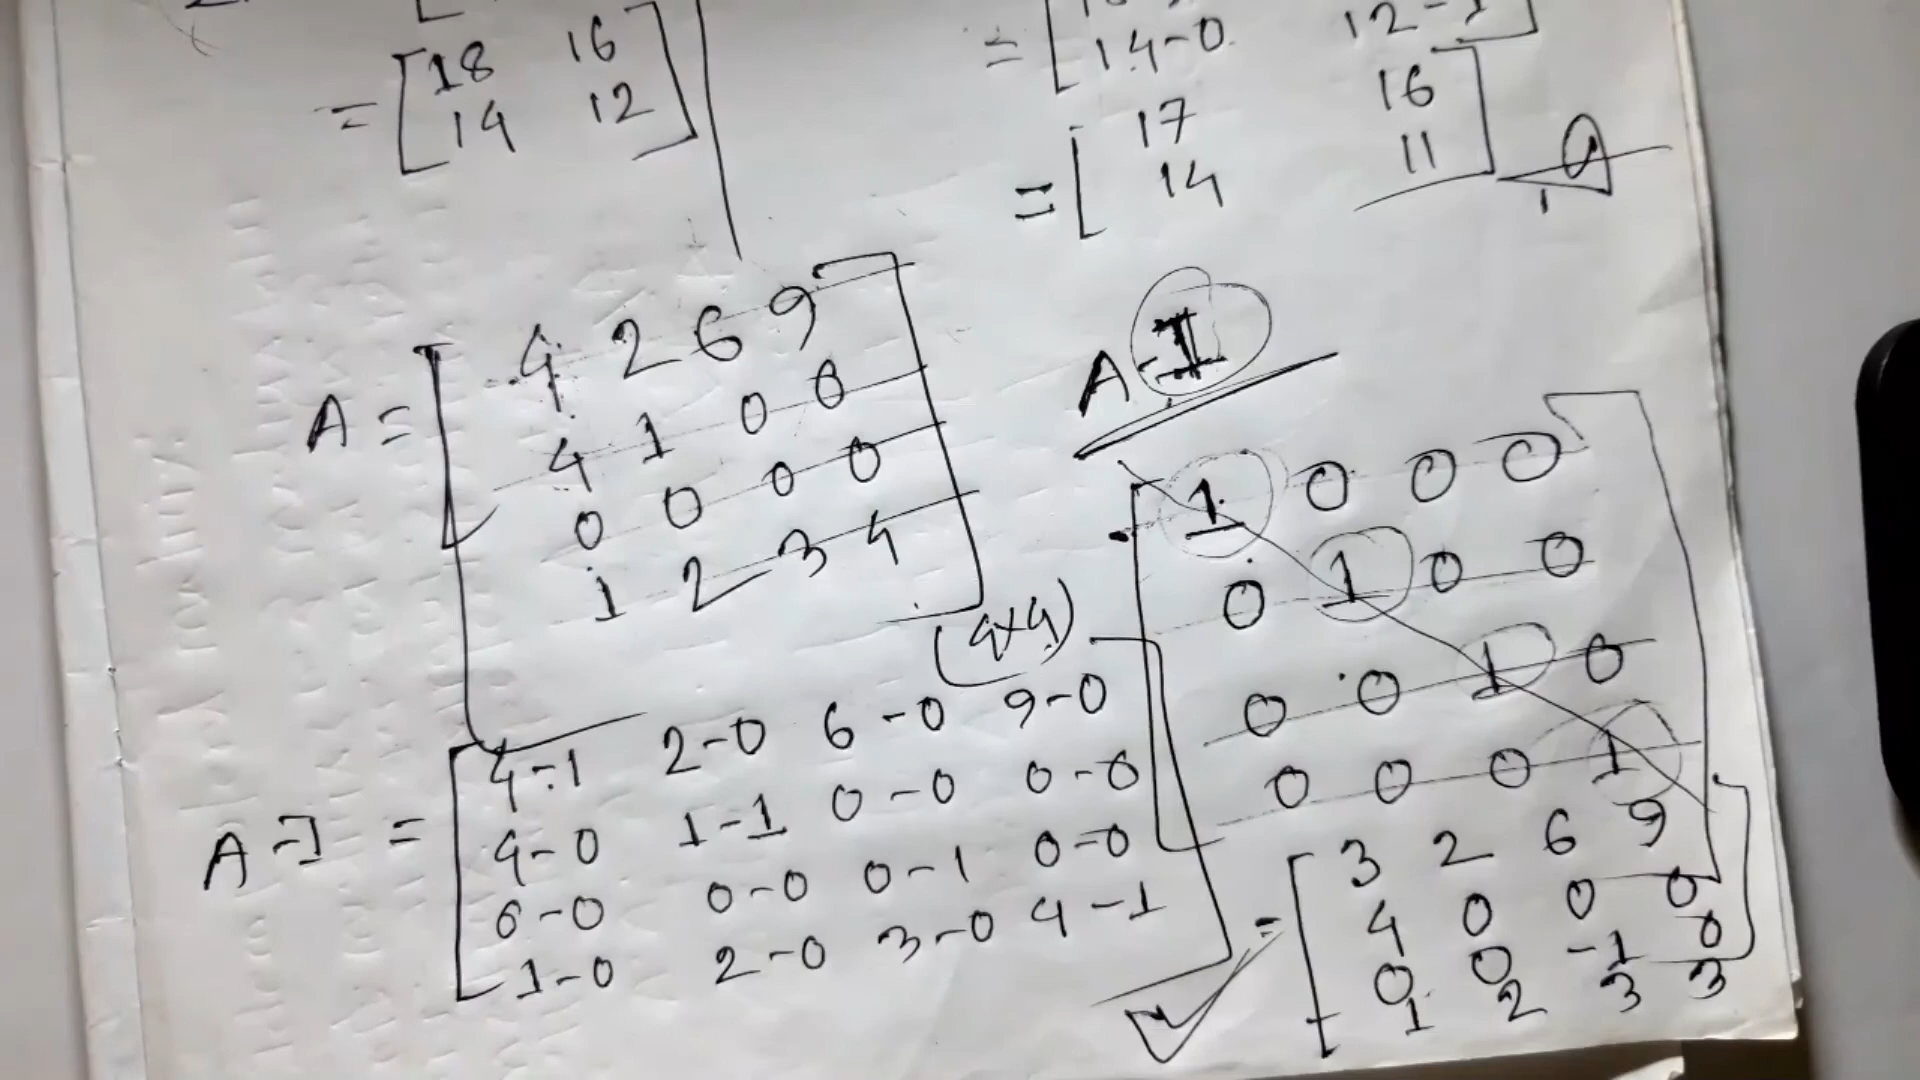 = [ 18 16
14 12 ]
= [ 14-0 12-1 ]
= [ 17 16
14 11 ]
A = [ 4 2 6 9
4 1 0 0
0 0 0 0
1 2 3 4 ] (4x4)
A-I
- [ 1 0 0 0
0 1 0 0
0 0 1 0
0 0 0 1 ]
A-I = [ 4-1 2-0 6-0 9-0
4-0 1-1 0-0 0-0
6-0 0-0 0-1 0-0
1-0 2-0 3-0 4-1 ]
= [ 3 2 6 9
4 0 0 0
0 0 -1 0
1 2 3 3 ]